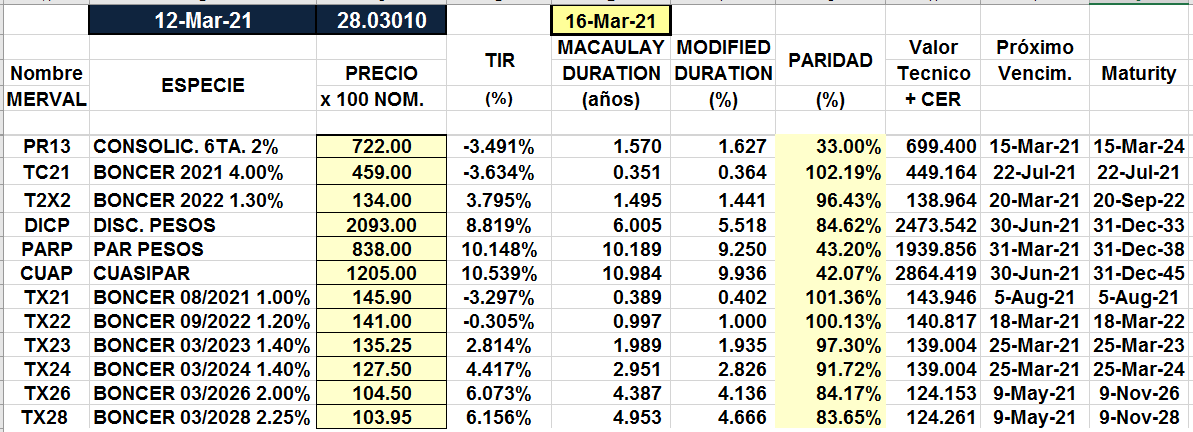 12-Mar-21 28.03010 16-Mar-21
Nombre MERVAL ESPECIE PRECIO x 100 NOM. TIR (%) MACAULAY DURATION (años) MODIFIED DURATION (%) PARIDAD (%) Valor Tecnico + CER Próximo Vencim. Maturity
PR13 CONSOLIC. 6TA. 2% 722.00 -3.491% 1.570 1.627 33.00% 699.400 15-Mar-21 15-Mar-24
TC21 BONCER 2021 4.00% 459.00 -3.634% 0.351 0.364 102.19% 449.164 22-Jul-21 22-Jul-21
T2X2 BONCER 2022 1.30% 134.00 3.795% 1.495 1.441 96.43% 138.964 20-Mar-21 20-Sep-22
DICP DISC. PESOS 2093.00 8.819% 6.005 5.518 84.62% 2473.542 30-Jun-21 31-Dec-33
PARP PAR PESOS 838.00 10.148% 10.189 9.250 43.20% 1939.856 31-Mar-21 31-Dec-38
CUAP CUASIPAR 1205.00 10.539% 10.984 9.936 42.07% 2864.419 30-Jun-21 31-Dec-45
TX21 BONCER 08/2021 1.00% 145.90 -3.297% 0.389 0.402 101.36% 143.946 5-Aug-21 5-Aug-21
TX22 BONCER 09/2022 1.20% 141.00 -0.305% 0.997 1.000 100.13% 140.817 18-Mar-21 18-Mar-22
TX23 BONCER 03/2023 1.40% 135.25 2.814% 1.989 1.935 97.30% 139.004 25-Mar-21 25-Mar-23
TX24 BONCER 03/2024 1.40% 127.50 4.417% 2.951 2.826 91.72% 139.004 25-Mar-21 25-Mar-24
TX26 BONCER 03/2026 2.00% 104.50 6.073% 4.387 4.136 84.17% 124.153 9-May-21 9-Nov-26
TX28 BONCER 03/2028 2.25% 103.95 6.156% 4.953 4.666 83.65% 124.261 9-May-21 9-Nov-28